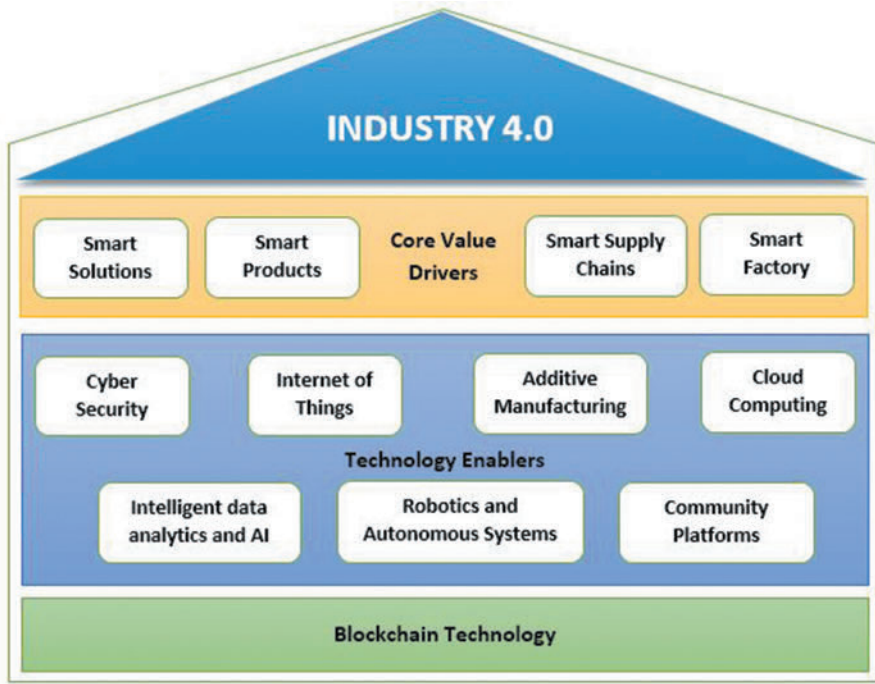 INDUSTRY 4.0
Smart
Solutions
Smart
Products
Core Value
Drivers
Smart Supply
Chains
Smart
Factory
Cyber
Security
Internet of
Things
Additive
Manufacturing
Cloud
Computing
Technology Enablers
Intelligent data
analytics and AI
Robotics and
Autonomous Systems
Community
Platforms
Blockchain Technology